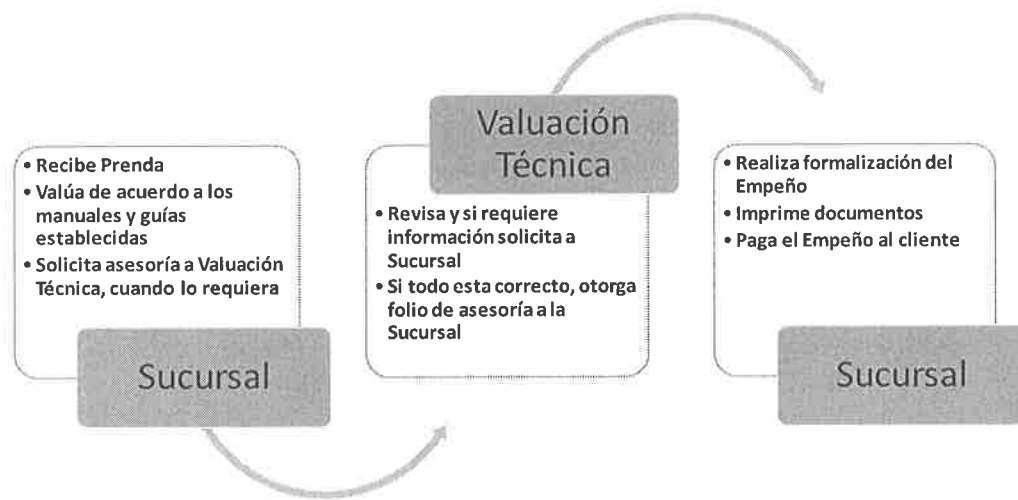 • Recibe Prenda
• Valúa de acuerdo a los
manuales y guías
establecidas
• Solicita asesoría a Valuación
Técnica, cuando lo requiera
Sucursal
Valuación
Técnica
• Revisa y si requiere
información solicita a
Sucursal
• Si todo esta correcto, otorga
folio de asesoría a la
Sucursal
• Realiza formalización del
Empeño
• Imprime documentos
• Paga el Empeño al cliente
Sucursal